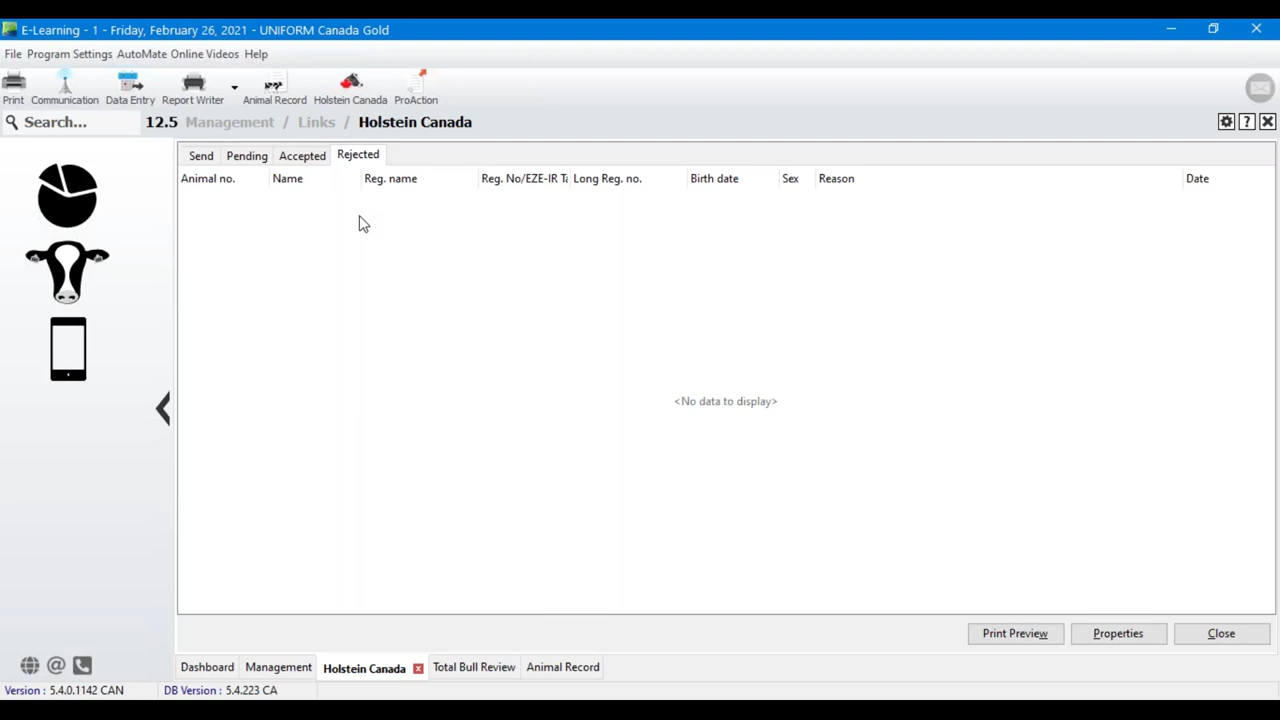 E-Learning - 1 - Friday, February 26, 2021 - UNIFORM Canada Gold
File Program Settings AutoMate Online Videos Help
Print Communication Data Entry Report Writer Animal Record Holstein Canada ProAction
Search... 12.5 Management / Links / Holstein Canada
Send Pending Accepted Rejected
Animal no. Name Reg. name Reg. No/EZE-IR Ta Long Reg. no. Birth date Sex Reason Date
<No data to display>
Print Preview Properties Close
Dashboard Management Holstein Canada Total Bull Review Animal Record
Version : 5.4.0.1142 CAN DB Version : 5.4.223 CA